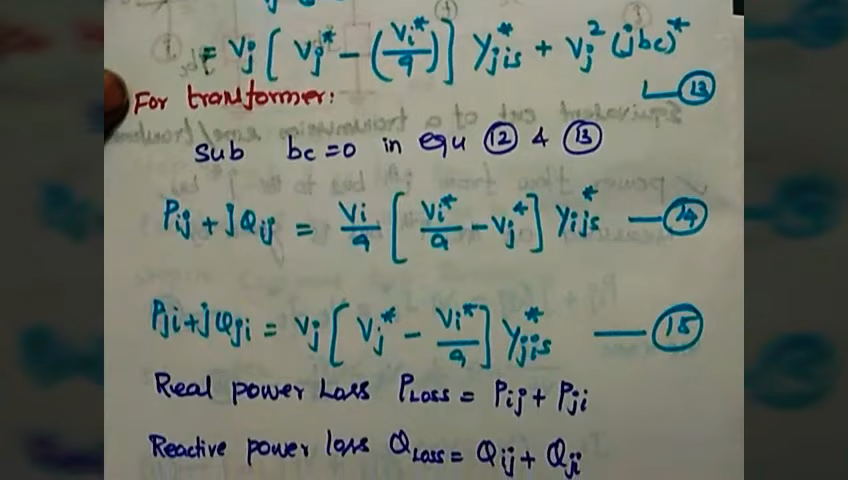 = Vj [ Vj* - (Vi*/a) ] Yjis* + Vj² (jbc)* — (13)
For transformer:
Sub bc=0 in equ (12) & (13)
Pij + jQij = Vi/a [ Vi*/a - Vj* ] Yijs* — (14)
Pji + jQji = Vj [ Vj* - Vi*/a ] Yjis* — (15)
Real power Loss PLoss = Pij + Pji
Reactive power loss QLoss = Qij + Qji